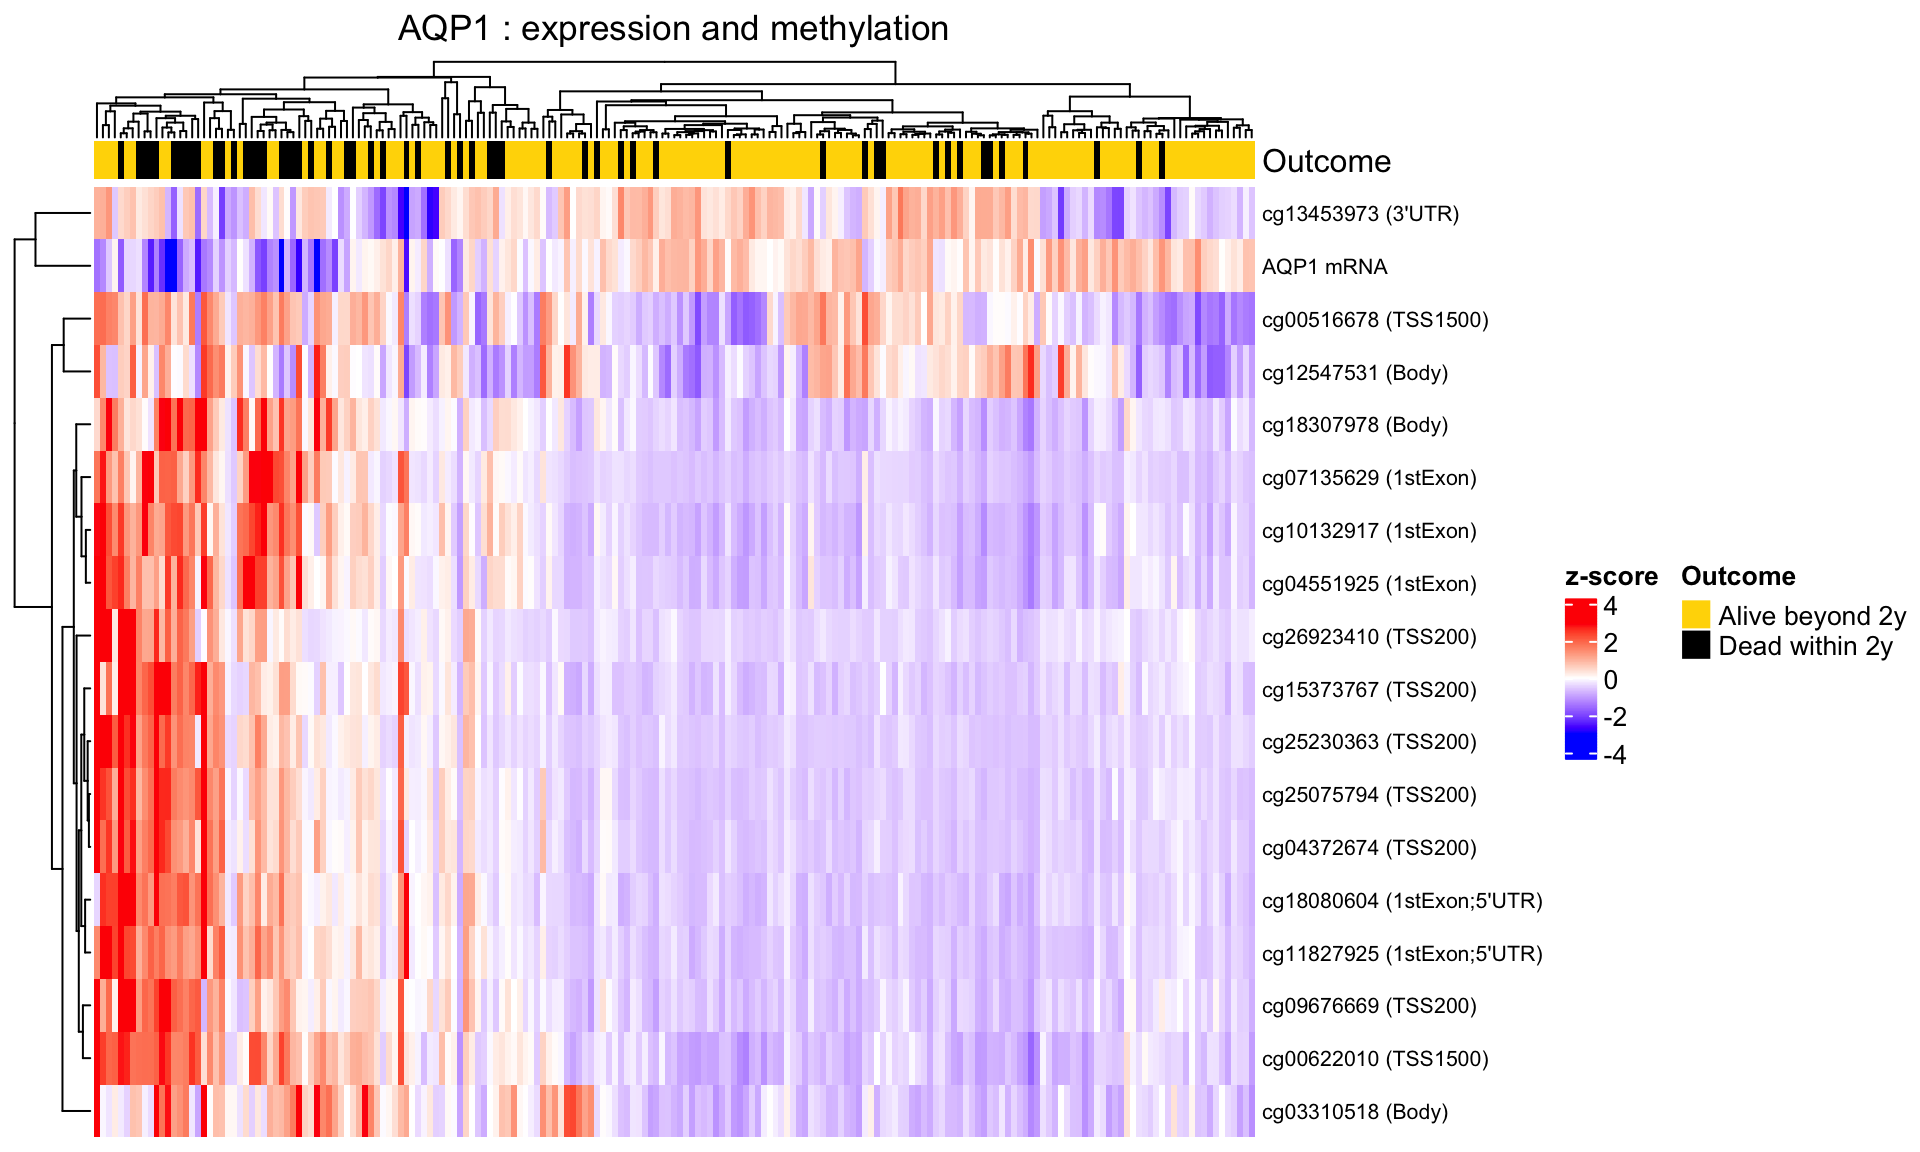 AQP1 : expression and methylation
Outcome
cg13453973 (3'UTR)
AQP1 mRNA
cg00516678 (TSS1500)
cg12547531 (Body)
cg18307978 (Body)
cg07135629 (1stExon)
cg10132917 (1stExon)
cg04551925 (1stExon)
cg26923410 (TSS200)
cg15373767 (TSS200)
cg25230363 (TSS200)
cg25075794 (TSS200)
cg04372674 (TSS200)
cg18080604 (1stExon;5'UTR)
cg11827925 (1stExon;5'UTR)
cg09676669 (TSS200)
cg00622010 (TSS1500)
cg03310518 (Body)
z-score
4
2
0
-2
-4
Outcome
Alive beyond 2y
Dead within 2y